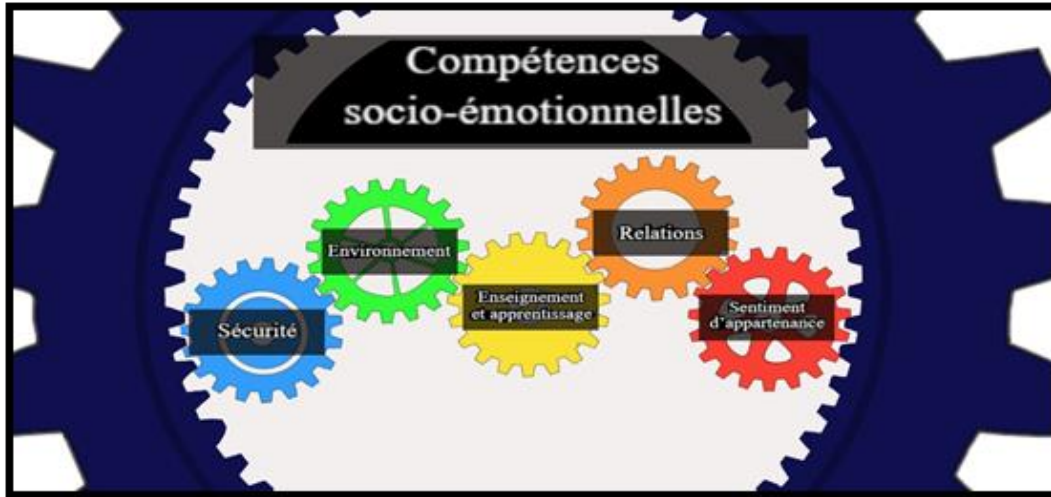 Compétences
socio-émotionnelles
Sécurité
Environnement
Enseignement
et apprentissage
Relations
Sentiment
d'appartenance